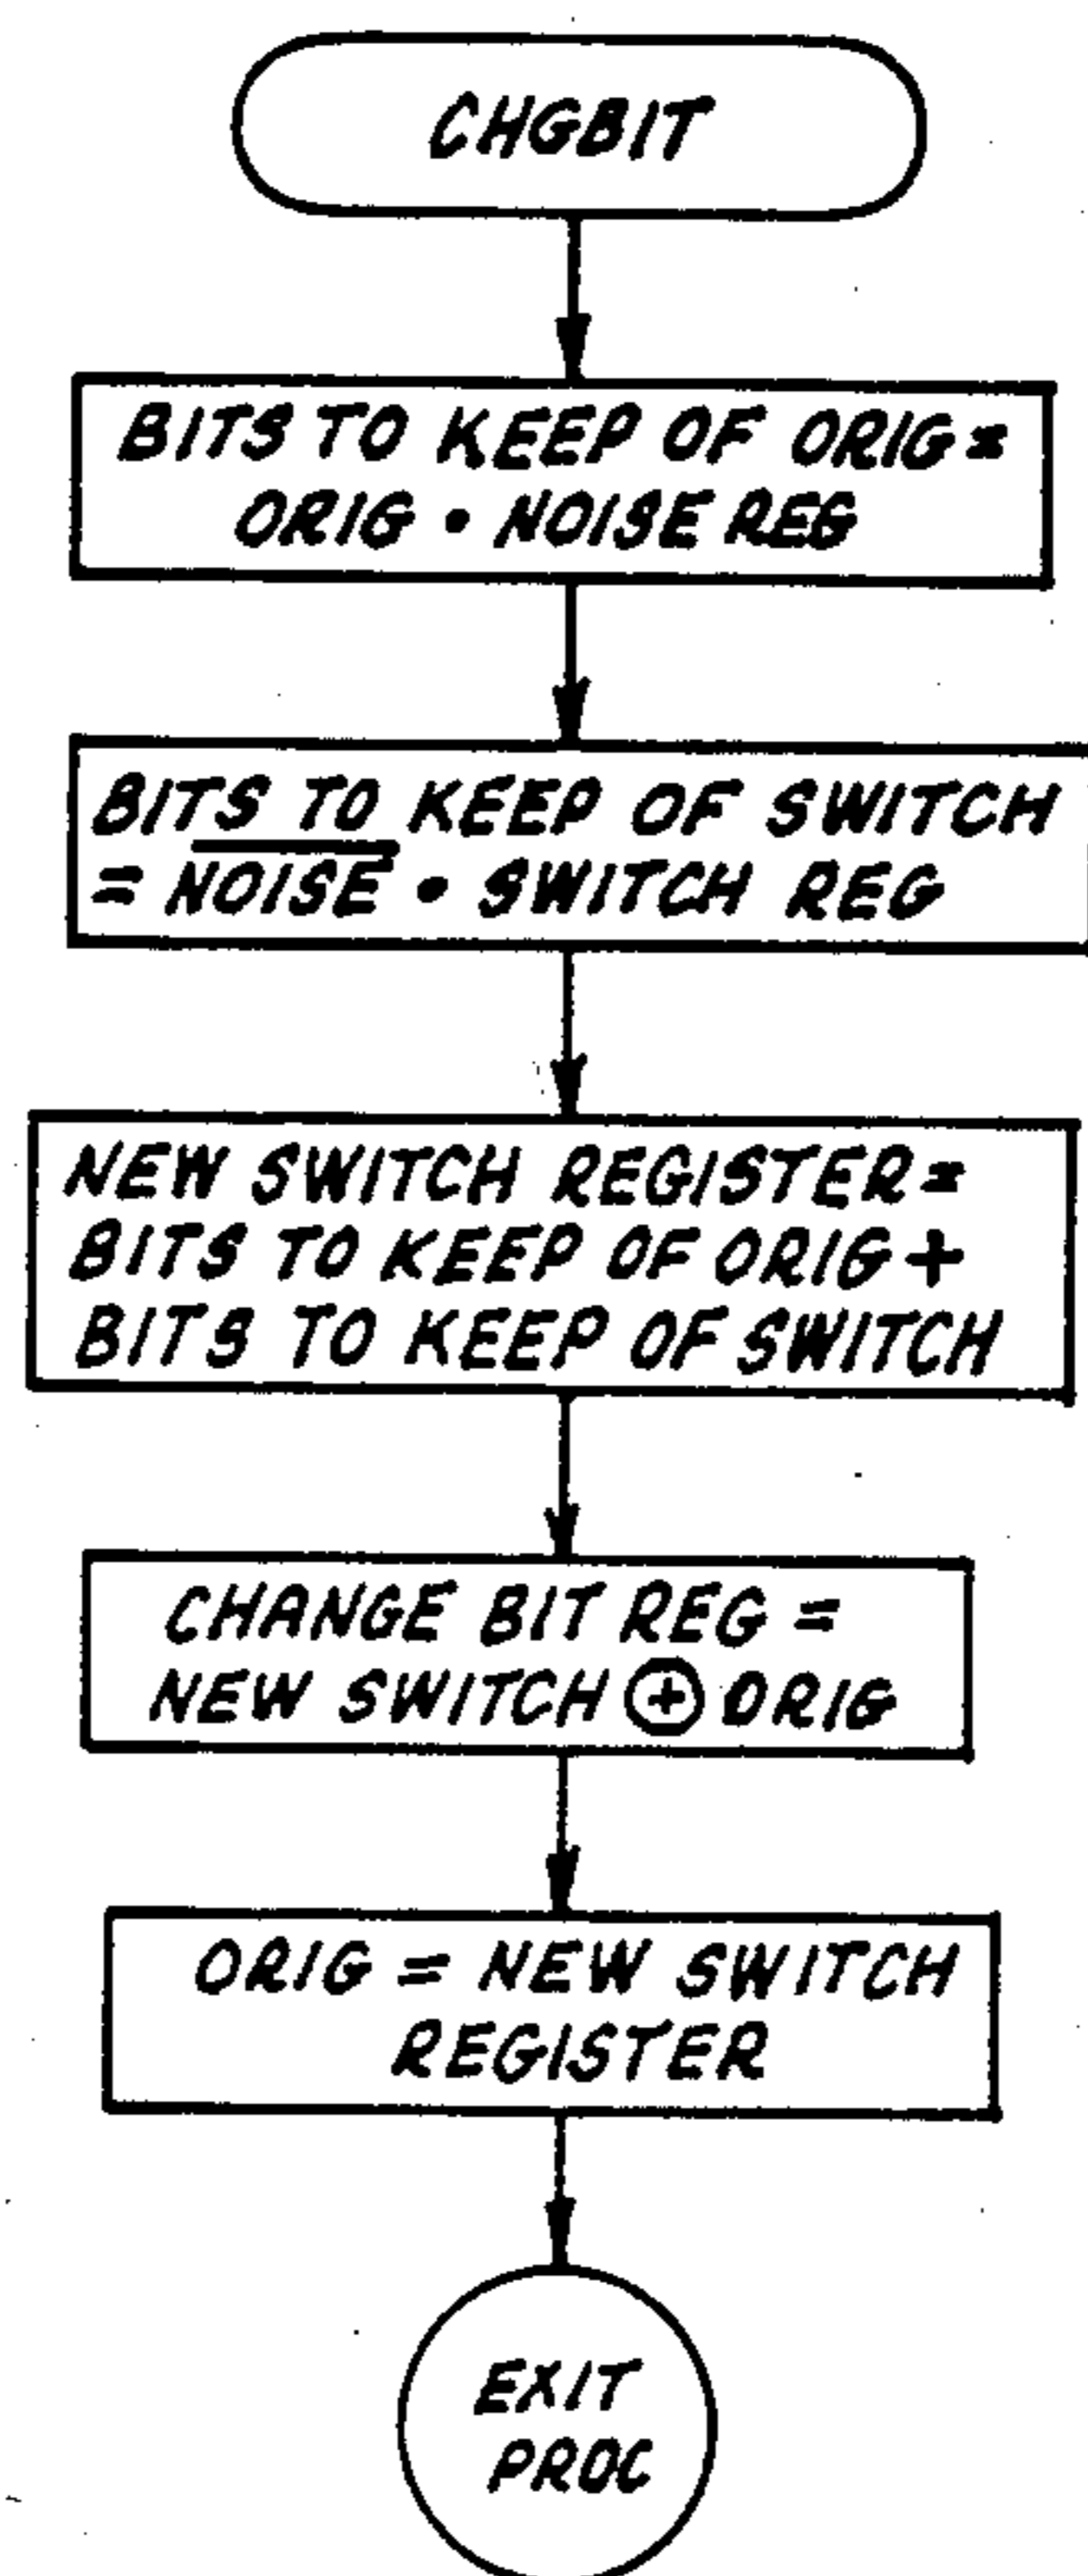 CHGBIT
BITS TO KEEP OF ORIG =
ORIG • NOISE REG
BITS TO KEEP OF SWITCH
= N̅O̅I̅S̅E̅ • SWITCH REG
NEW SWITCH REGISTER =
BITS TO KEEP OF ORIG +
BITS TO KEEP OF SWITCH
CHANGE BIT REG =
NEW SWITCH ⊕ ORIG
ORIG = NEW SWITCH
REGISTER
EXIT
PROC